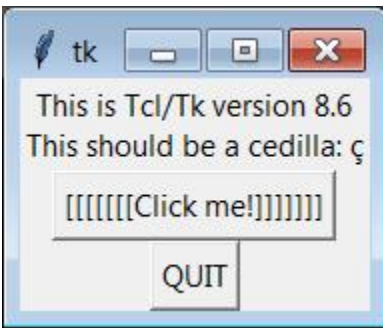 tk
This is Tcl/Tk version 8.6
This should be a cedilla: ç
[[[[[[[Click me!]]]]]]]
QUIT